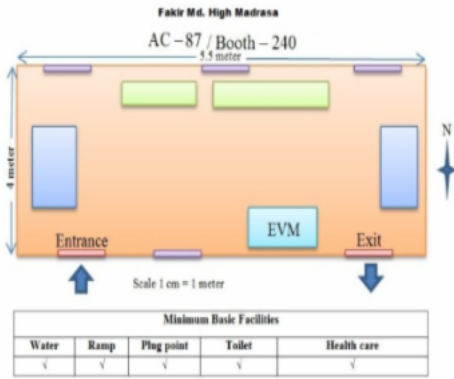 Fakir Md. High Madrasa
AC – 87 / Booth – 240
5.5 meter
4 meter
N
EVM
Entrance
Exit
Scale 1 cm = 1 meter
Minimum Basic Facilities
Water Ramp Plug point Toilet Health care
√ √ √ √ √